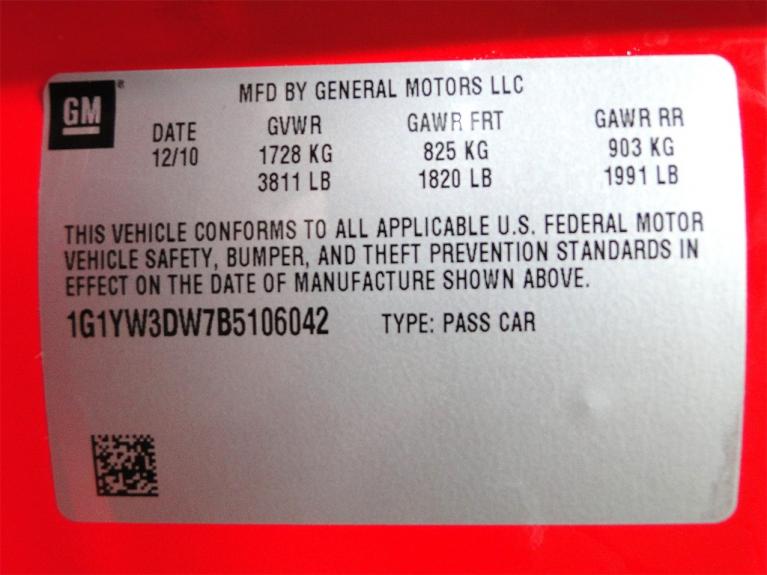 GM ®
MFD BY GENERAL MOTORS LLC
DATE GVWR GAWR FRT GAWR RR
12/10 1728 KG 825 KG 903 KG
3811 LB 1820 LB 1991 LB
THIS VEHICLE CONFORMS TO ALL APPLICABLE U.S. FEDERAL MOTOR
VEHICLE SAFETY, BUMPER, AND THEFT PREVENTION STANDARDS IN
EFFECT ON THE DATE OF MANUFACTURE SHOWN ABOVE.
1G1YW3DW7B5106042 TYPE: PASS CAR